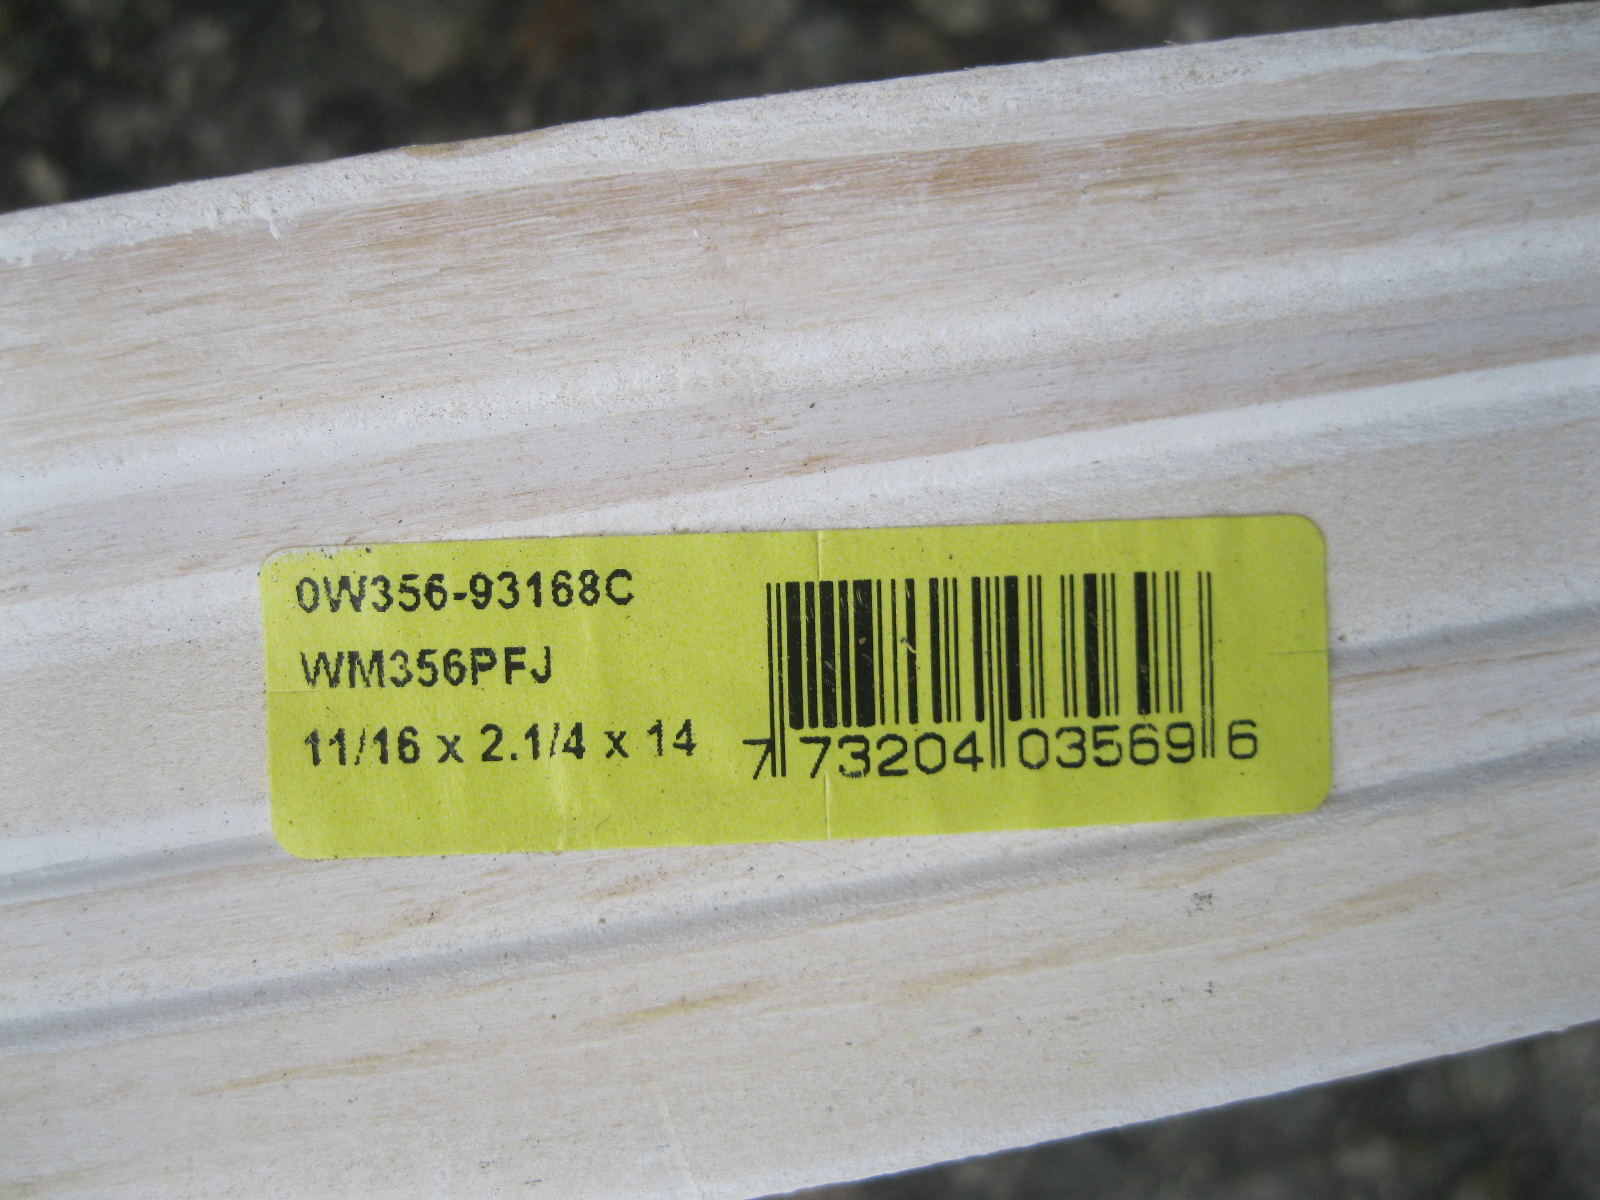 0W356-93168C
WM356PFJ
11/16 x 2.1/4 x 14
7 73204 03569 6